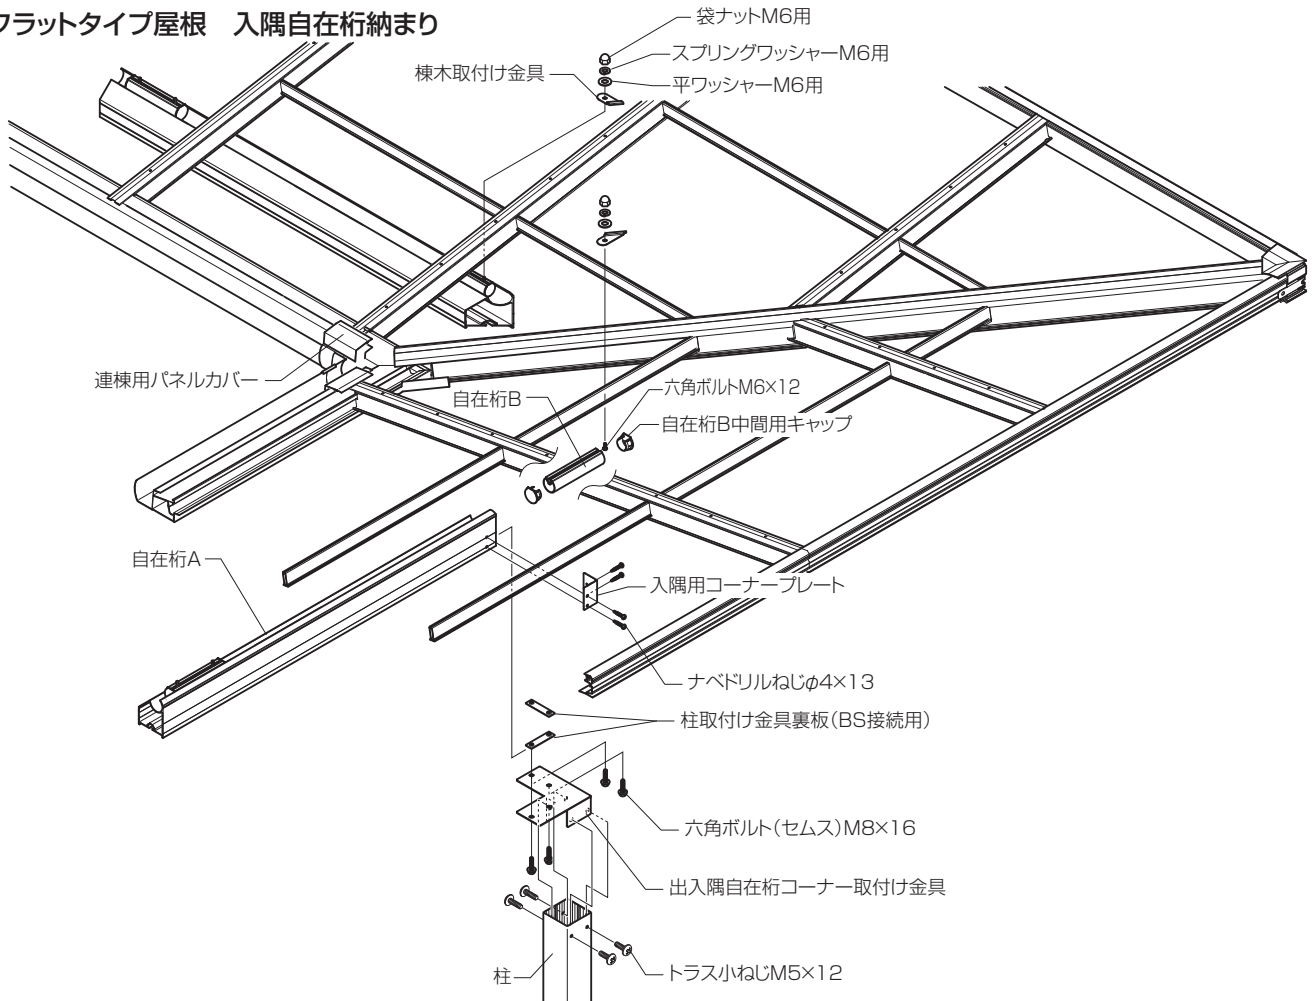 フラットタイプ屋根　入隅自在桁納まり
袋ナットM6用
スプリングワッシャーM6用
棟木取付け金具
平ワッシャーM6用
連棟用パネルカバー
自在桁B
六角ボルトM6×12
自在桁B中間用キャップ
自在桁A
入隅用コーナープレート
ナベドリルねじφ4×13
柱取付け金具裏板(BS接続用)
六角ボルト(セムス)M8×16
出入隅自在桁コーナー取付け金具
柱
トラス小ねじM5×12